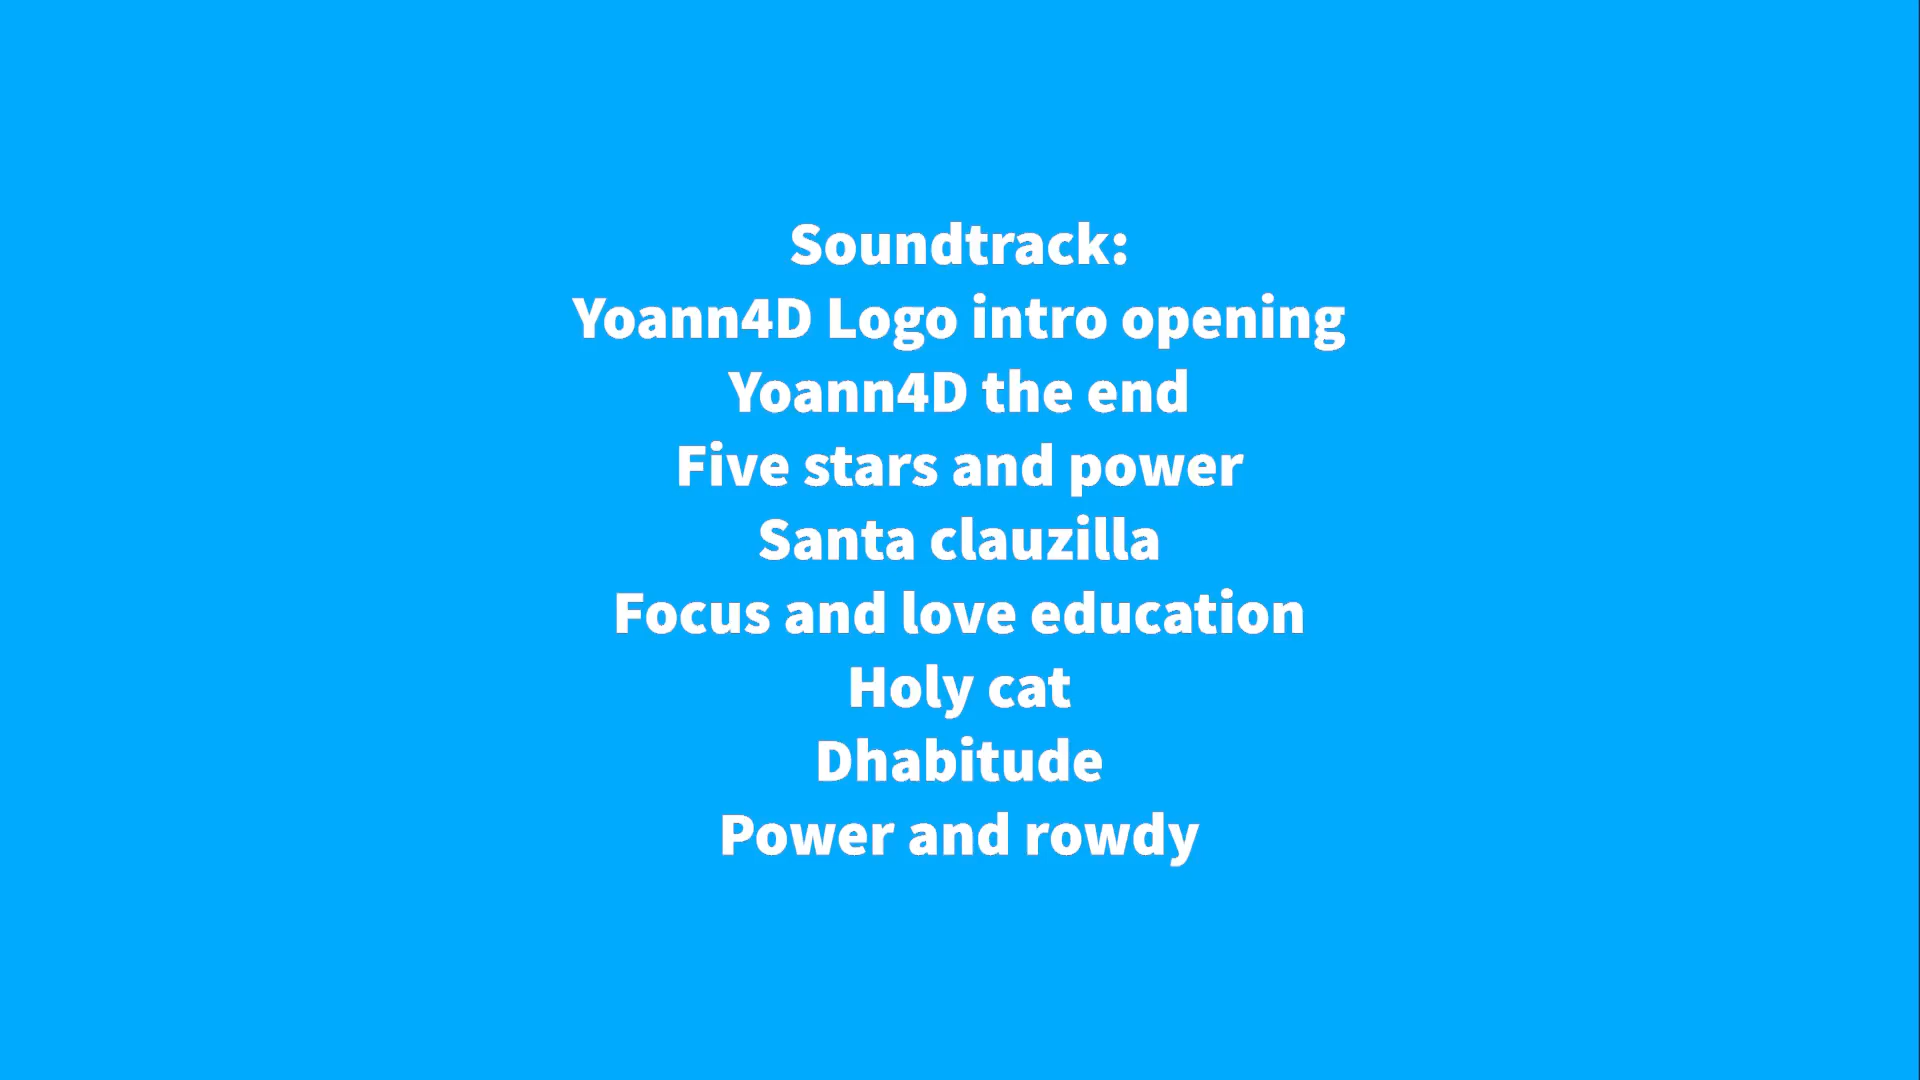 Soundtrack:
Yoann4D Logo intro opening
Yoann4D the end
Five stars and power
Santa clauzilla
Focus and love education
Holy cat
Dhabitude
Power and rowdy